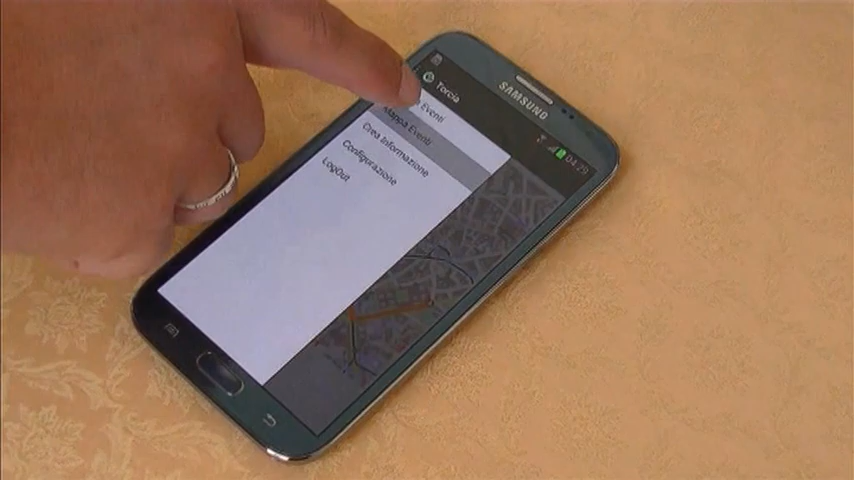 SAMSUNG
04:29
Torcia
Eventi
Mappa Eventi
Crea Informazione
Configurazione
LogOut